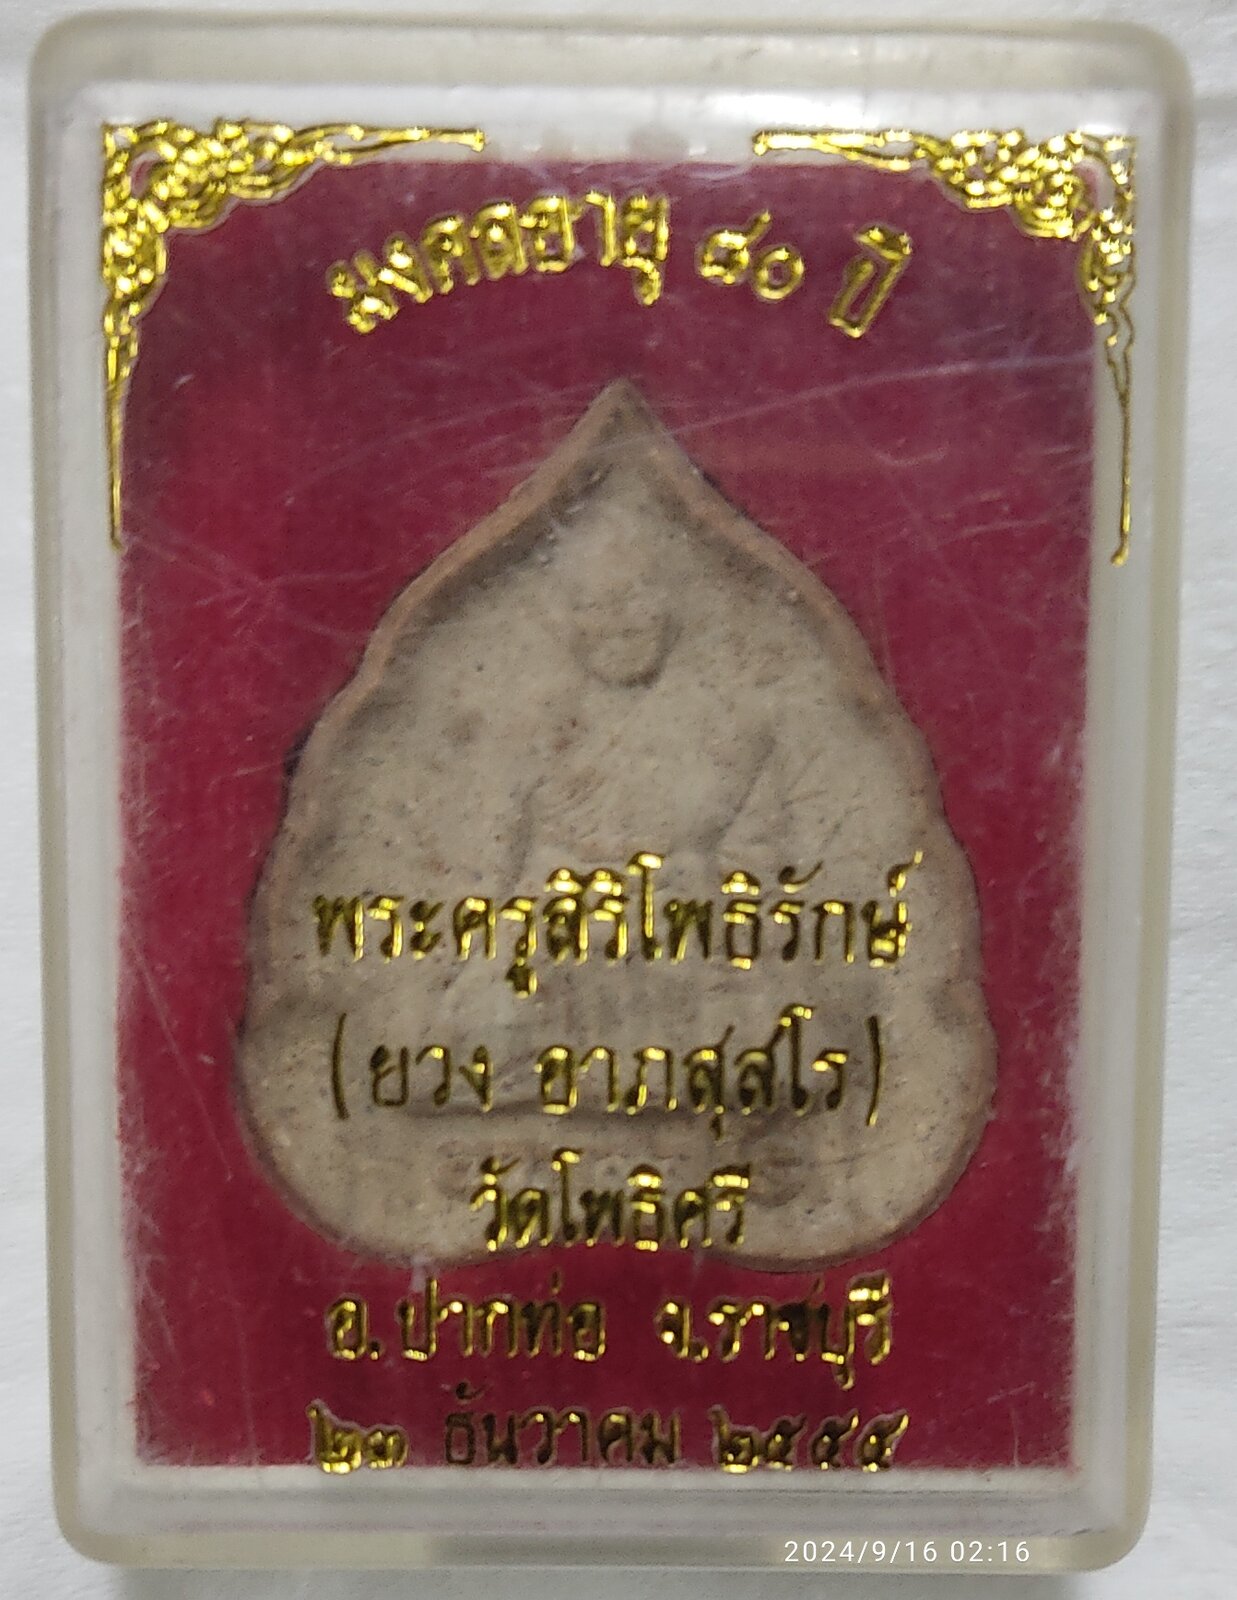 มงคลอายุ ๘๐ ปี
พระครูสิริโพธิรักษ์
(ยวง อาภสฺสโร)
วัดโพธิศรี
อ.ปากท่อ จ.ราชบุรี
๒๓ ธันวาคม ๒๕๕๕
2024/9/16 02:16